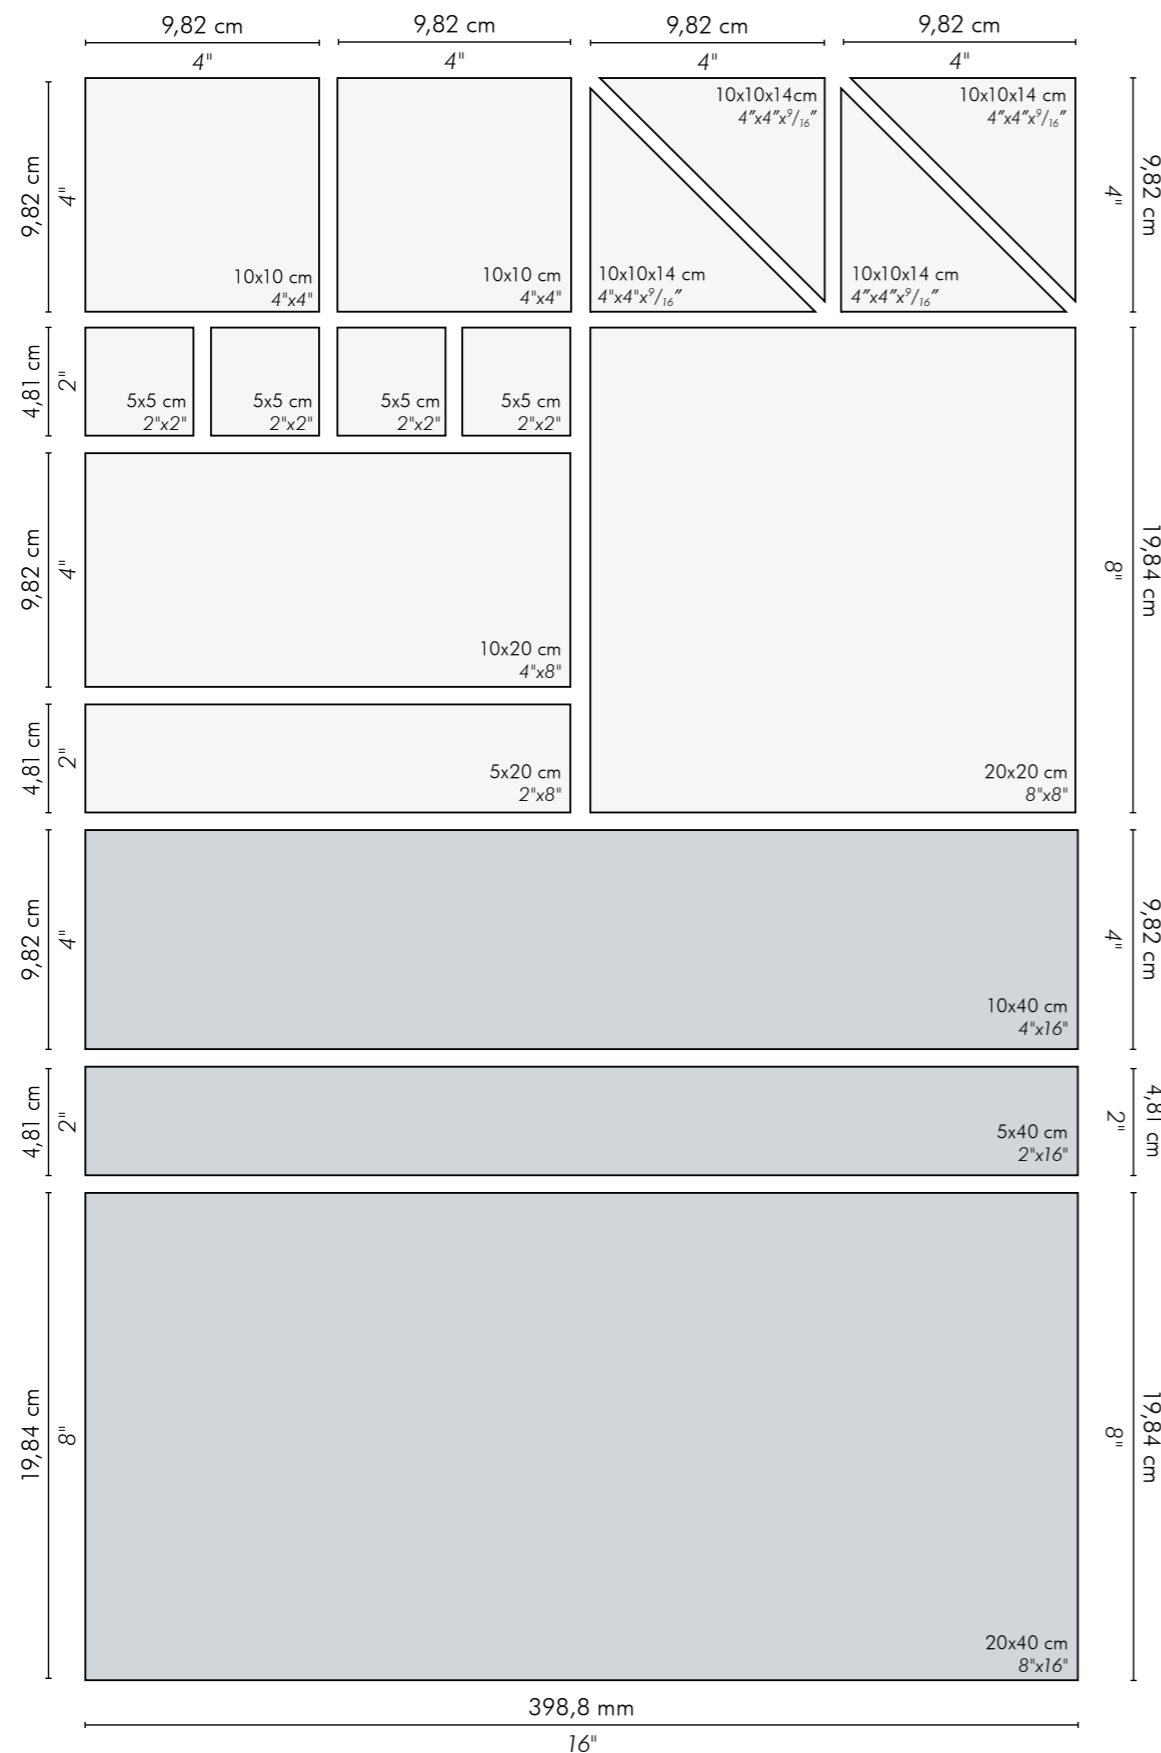 9,82 cm
4"
9,82 cm
4"
9,82 cm
4"
9,82 cm
4"
9,82 cm
4"
10x10 cm
4"x4"
10x10 cm
4"x4"
10x10x14cm
4"x4"x9/16"
10x10x14 cm
4"x4"x9/16"
10x10x14 cm
4"x4"x9/16"
10x10x14 cm
4"x4"x9/16"
4"
9,82 cm
4,81 cm
2"
5x5 cm
2"x2"
5x5 cm
2"x2"
5x5 cm
2"x2"
5x5 cm
2"x2"
9,82 cm
4"
10x20 cm
4"x8"
8"
19,84 cm
4,81 cm
2"
5x20 cm
2"x8"
20x20 cm
8"x8"
9,82 cm
4"
10x40 cm
4"x16"
4"
9,82 cm
4,81 cm
2"
5x40 cm
2"x16"
2"
4,81 cm
19,84 cm
8"
20x40 cm
8"x16"
8"
19,84 cm
398,8 mm
16"